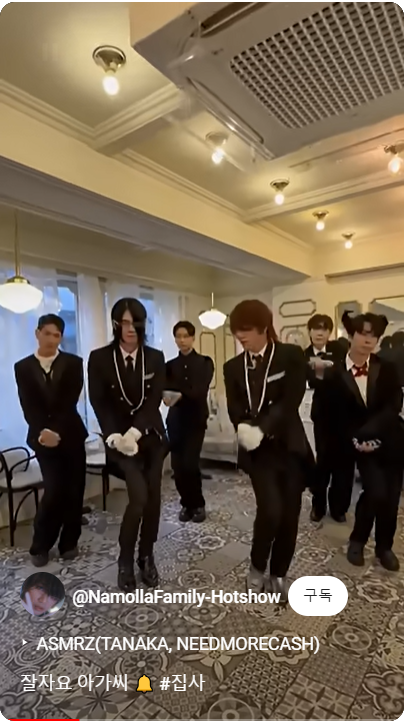 @NamollaFamily-Hotshow 구독
ASMRZ(TANAKA, NEEDMORECASH)
잘자요 아가씨 🔔 #집사